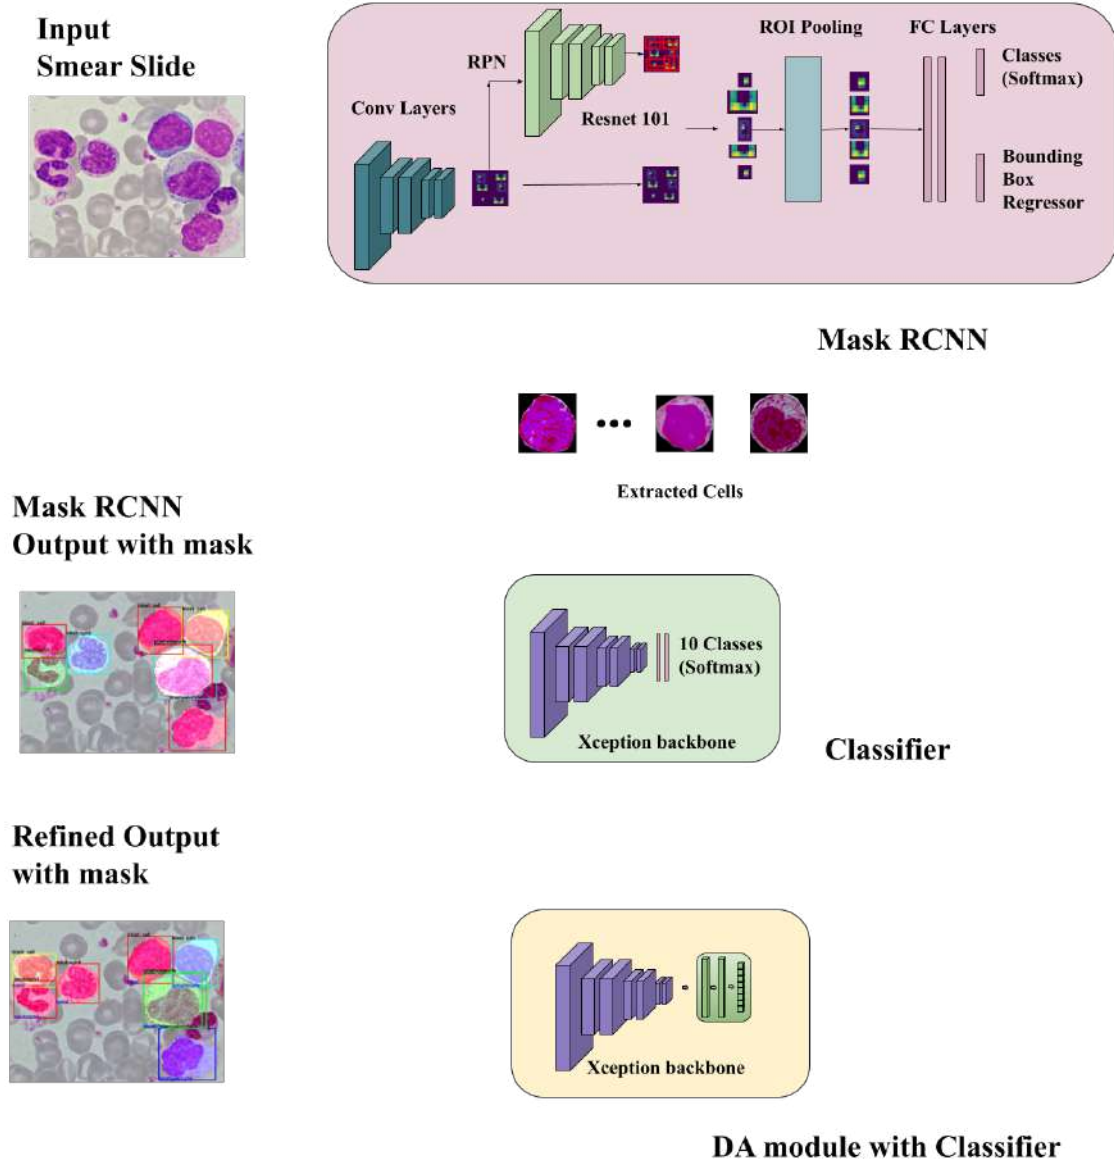 Input
Smear Slide
Conv Layers
RPN
Resnet 101
ROI Pooling
FC Layers
Classes
(Softmax)
Bounding
Box
Regressor
Mask RCNN
Extracted Cells
Mask RCNN
Output with mask
10 Classes
(Softmax)
Xception backbone
Classifier
Refined Output
with mask
Xception backbone
DA module with Classifier